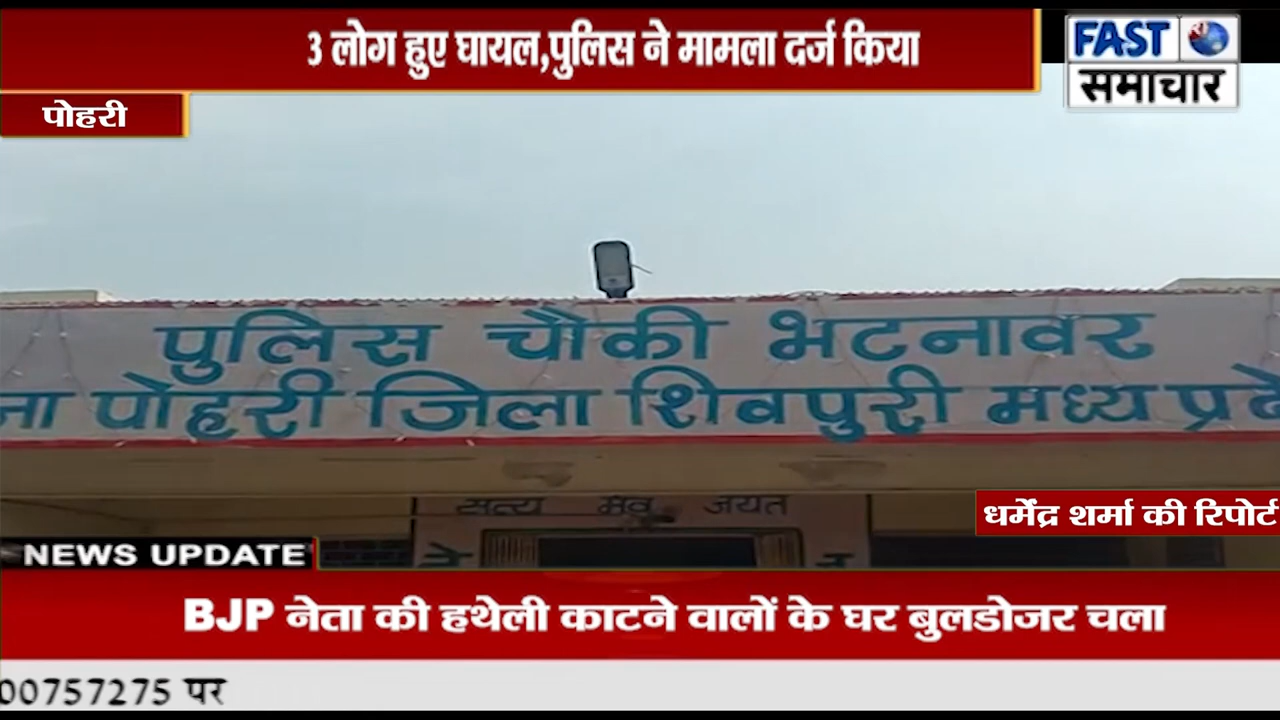 3 लोग हुए घायल,पुलिस ने मामला दर्ज किया
FAST
समाचार
पोहरी
पुलिस चौकी भटनावर
ना पोहरी जिला शिवपुरी मध्य प्रदे
सत्य मेव जयते
धर्मेंद्र शर्मा की रिपोर्ट
NEWS UPDATE
BJP नेता की हथेली काटने वालों के घर बुलडोजर चला
00757275 पर